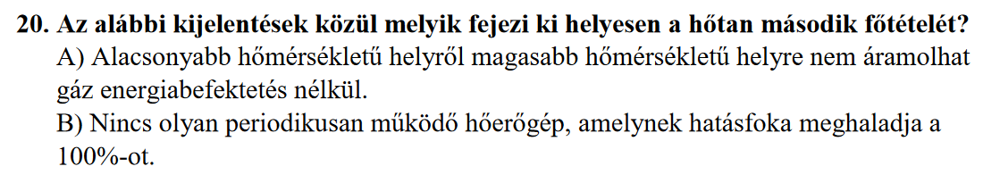 20. Az alábbi kijelentések közül melyik fejezi ki helyesen a hőtan második főtételét?
A) Alacsonyabb hőmérsékletű helyről magasabb hőmérsékletű helyre nem áramolhat
gáz energiabefektetés nélkül.
B) Nincs olyan periodikusan működő hőerőgép, amelynek hatásfoka meghaladja a
100%-ot.